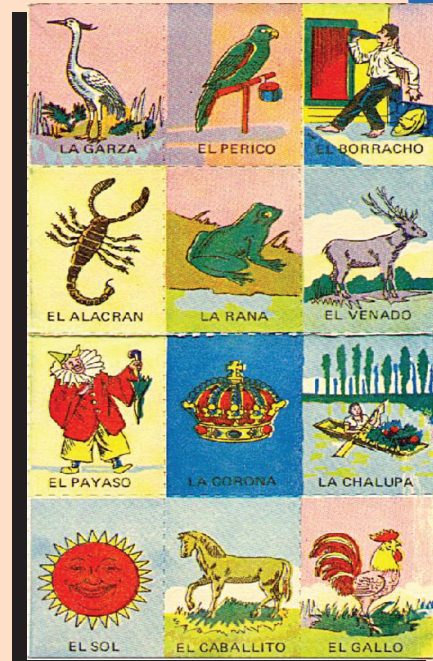 LA GARZA
EL PERICO
EL BORRACHO
EL ALACRAN
LA RANA
EL VENADO
EL PAYASO
LA CORONA
LA CHALUPA
EL SOL
EL CABALLITO
EL GALLO